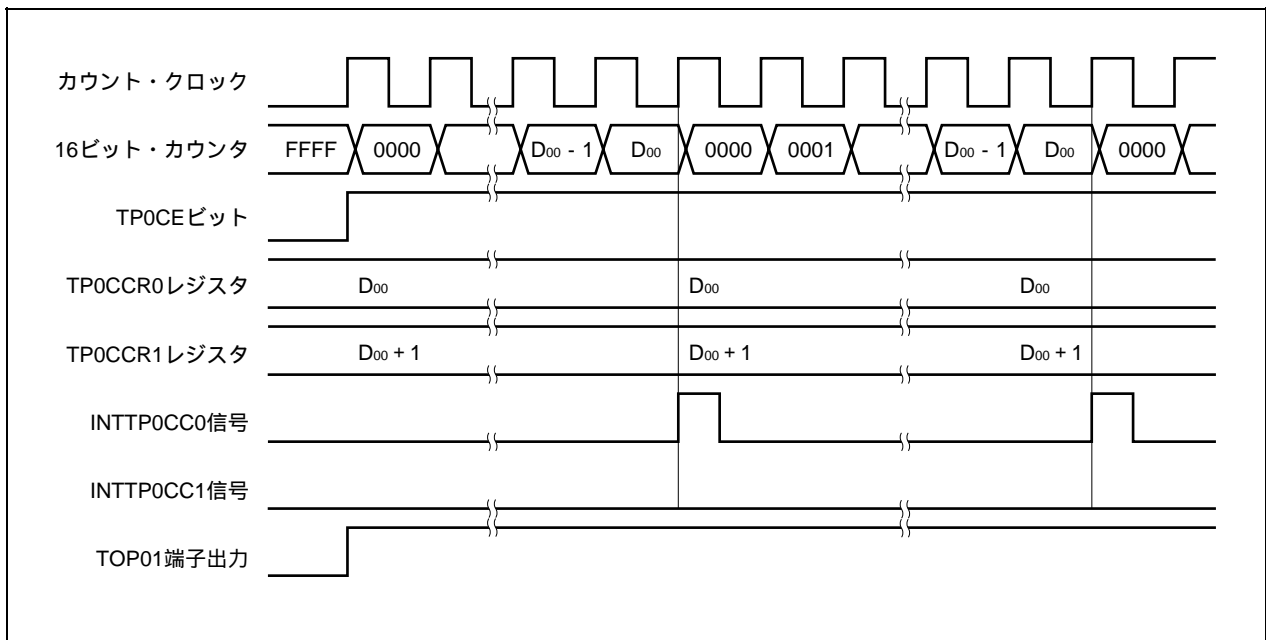 カウント・クロック
16ビット・カウンタ FFFF 0000 D00 - 1 D00 0000 0001 D00 - 1 D00 0000
TP0CEビット
TP0CCR0レジスタ D00 D00 D00
TP0CCR1レジスタ D00 + 1 D00 + 1 D00 + 1
INTTP0CC0信号
INTTP0CC1信号
TOP01端子出力